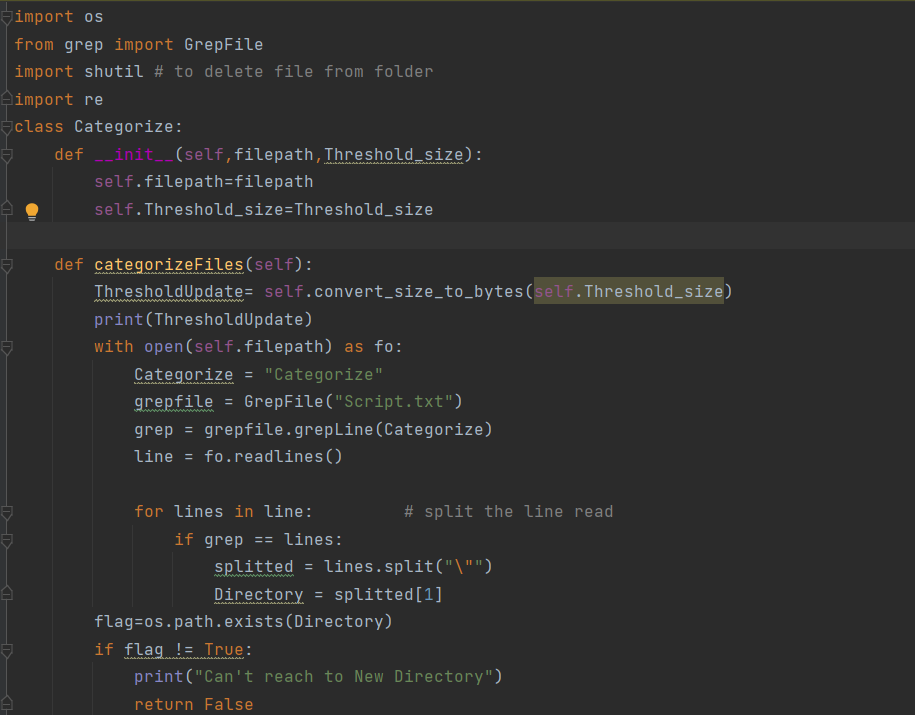 import os
from grep import GrepFile
import shutil # to delete file from folder
import re
class Categorize:
    def __init__(self,filepath,Threshold_size):
        self.filepath=filepath
        self.Threshold_size=Threshold_size

    def categorizeFiles(self):
        ThresholdUpdate= self.convert_size_to_bytes(self.Threshold_size)
        print(ThresholdUpdate)
        with open(self.filepath) as fo:
            Categorize = "Categorize"
            grepfile = GrepFile("Script.txt")
            grep = grepfile.grepLine(Categorize)
            line = fo.readlines()

            for lines in line:         # split the line read
                if grep == lines:
                    splitted = lines.split("\"")
                    Directory = splitted[1]
        flag=os.path.exists(Directory)
        if flag != True:
            print("Can't reach to New Directory")
            return False